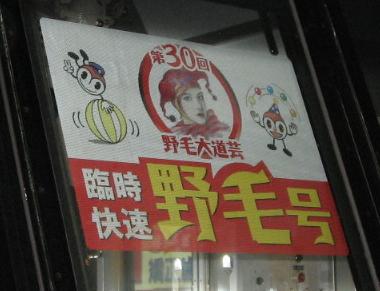 第30回
野毛大道芸
臨時
快速
野毛号